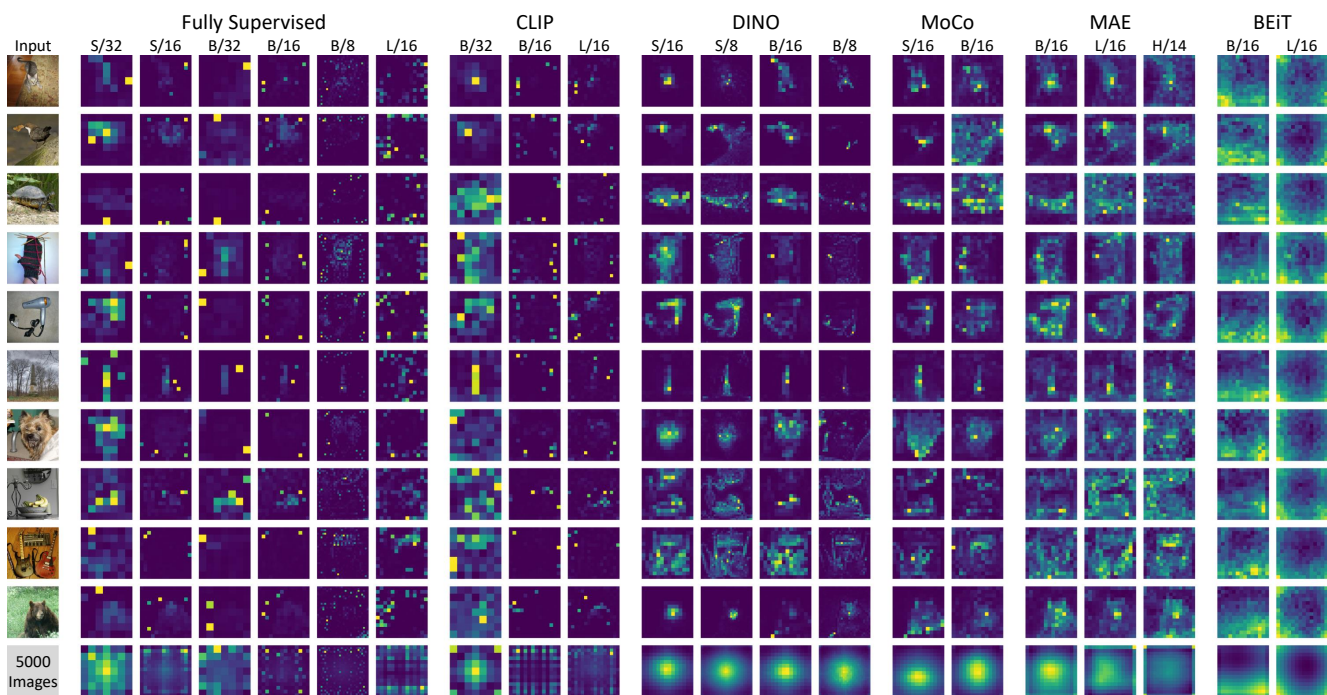 Fully Supervised CLIP DINO MoCo MAE BEiT
Input S/32 S/16 B/32 B/16 B/8 L/16 B/32 B/16 L/16 S/16 S/8 B/16 B/8 S/16 B/16 B/16 L/16 H/14 B/16 L/16
5000
Images